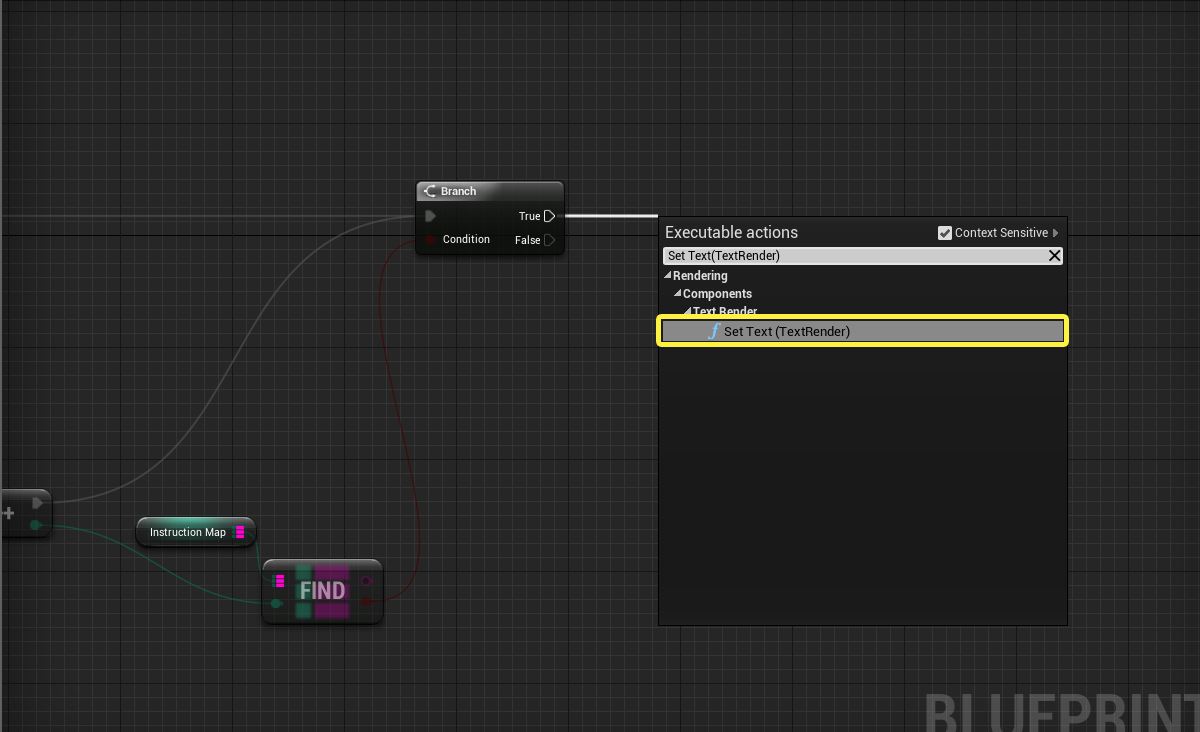 Branch
True
Condition
False
Executable actions
Context Sensitive
Set Text(TextRender)
Rendering
Components
Text Render
f Set Text (TextRender)
+
Instruction Map
FIND
BLUEPRINT